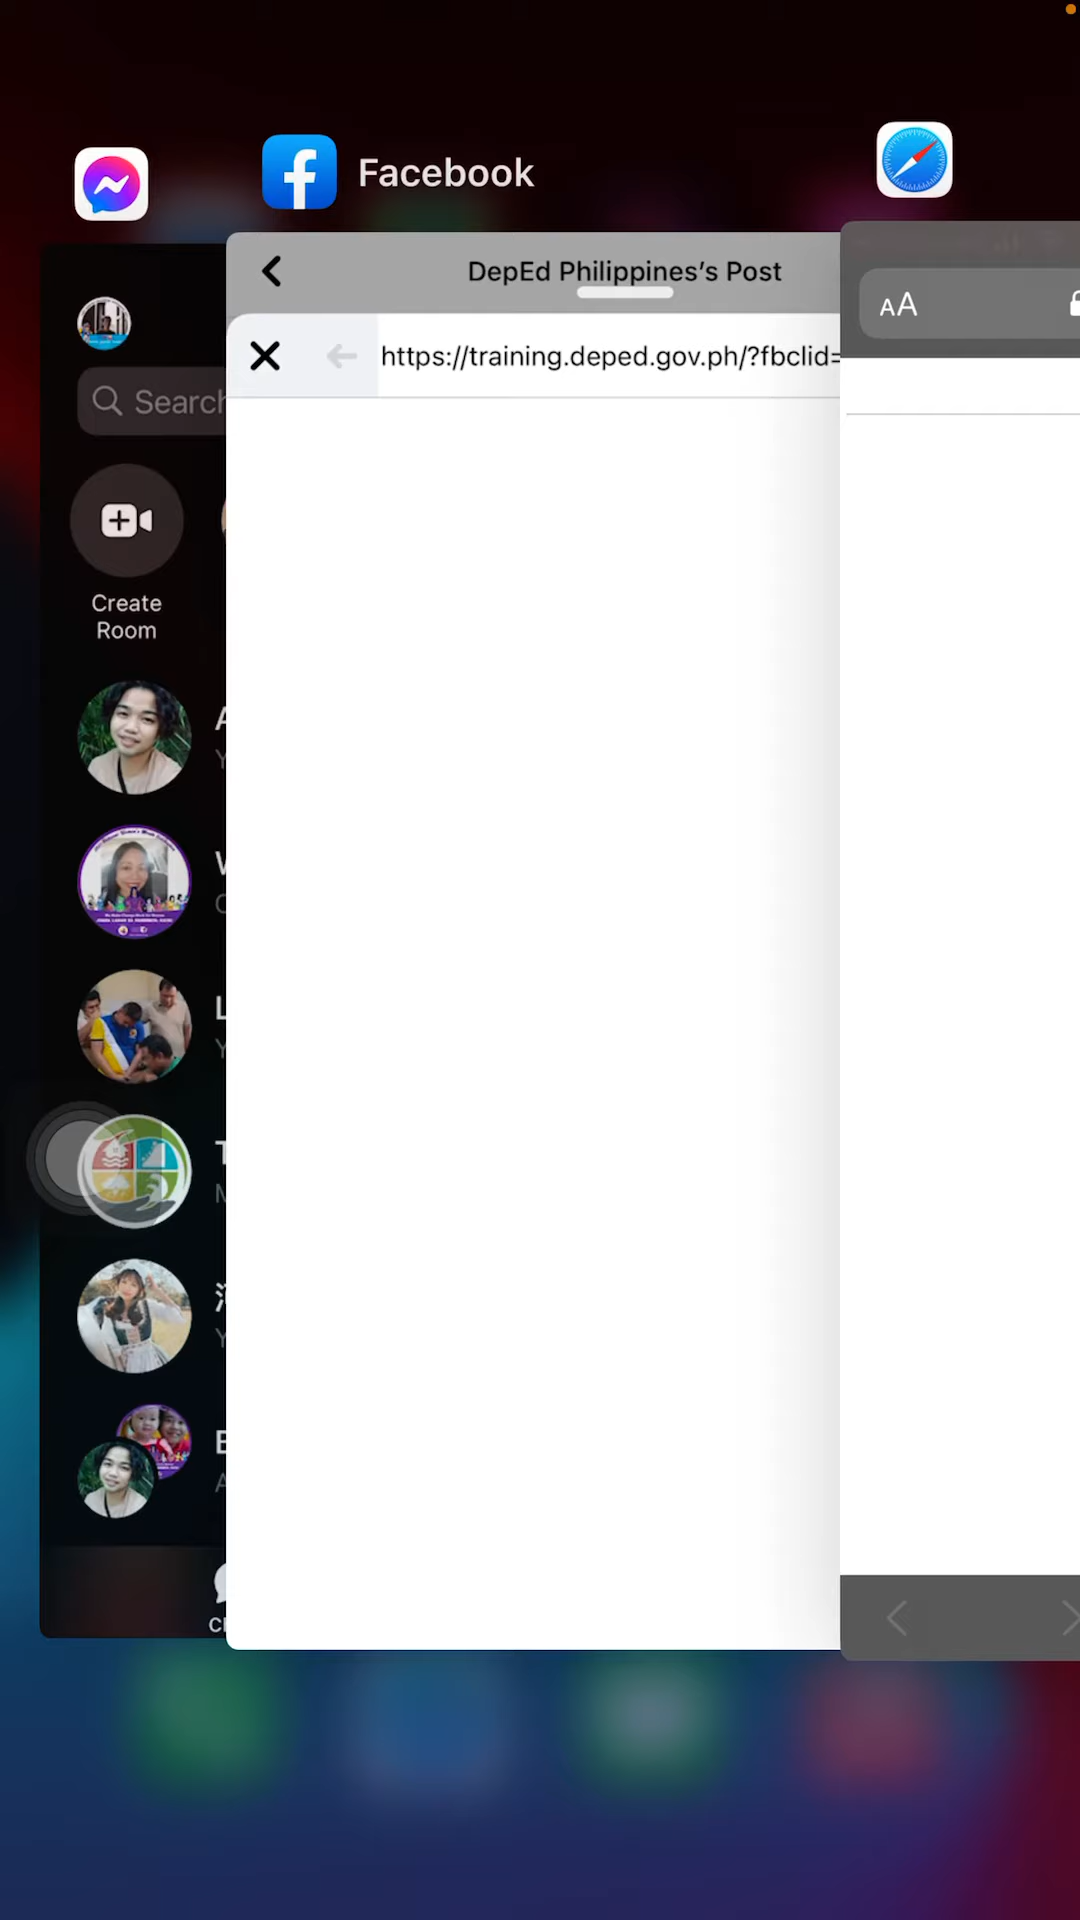 Facebook
DepEd Philippines's Post
AA
https://training.deped.gov.ph/?fbclid=
Search
Create
Room